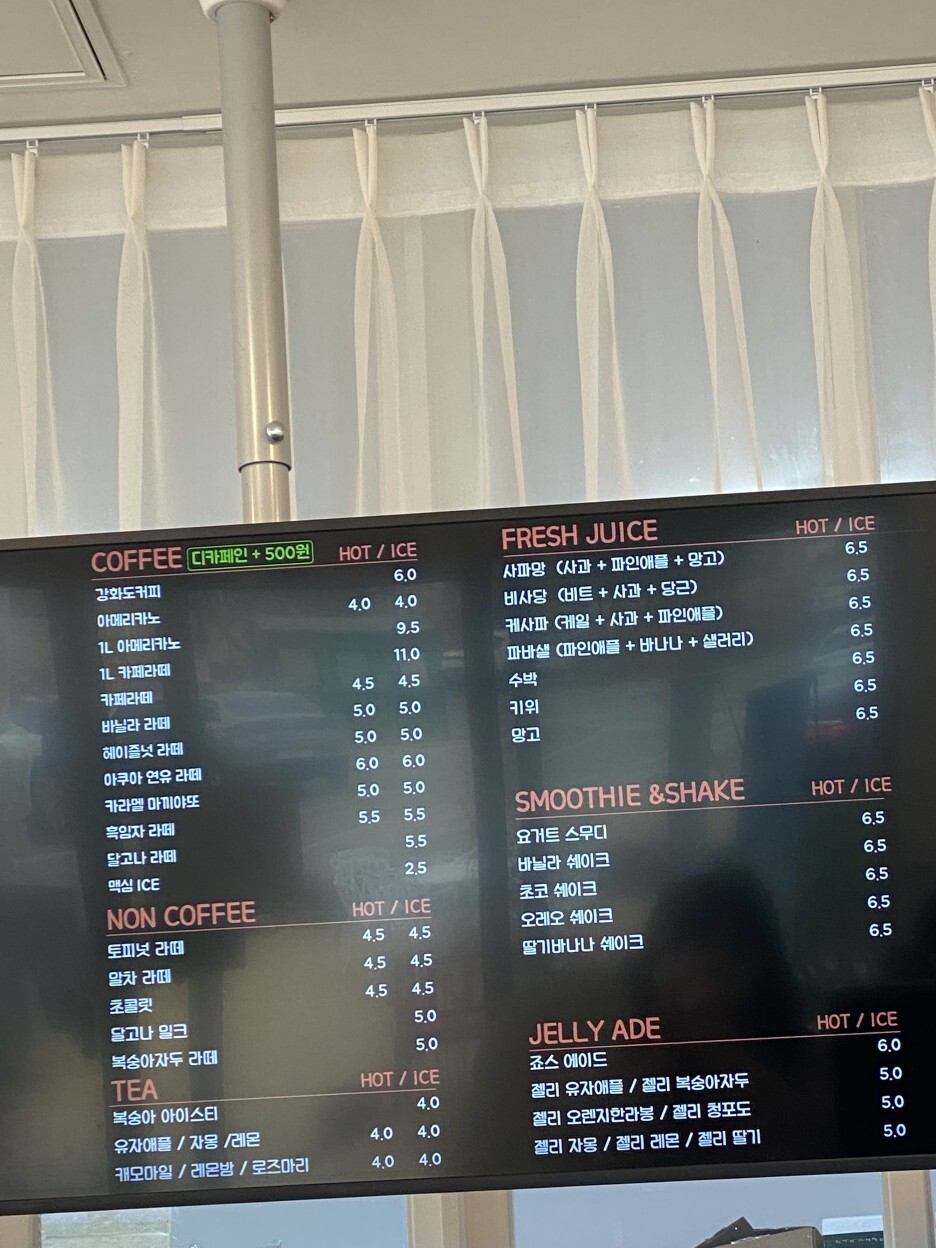 COFFEE 디카페인 + 500원 HOT / ICE
강화도커피 6.0
아메리카노 4.0 4.0
1L 아메리카노 9.5
1L 카페라떼 11.0
카페라떼 4.5 4.5
바닐라 라떼 5.0 5.0
헤이즐넛 라떼 5.0 5.0
아쿠아 연유 라떼 6.0 6.0
카라멜 마끼야또 5.0 5.0
흑임자 라떼 5.5 5.5
달고나 라떼 5.5
맥심 ICE 2.5
NON COFFEE HOT / ICE
토피넛 라떼 4.5 4.5
말차 라떼 4.5 4.5
초콜릿 4.5 4.5
달고나 밀크 5.0
복숭아자두 라떼 5.0
TEA HOT / ICE
복숭아 아이스티 4.0
유자애플 / 자몽 /레몬 4.0 4.0
캐모마일 / 레몬밤 / 로즈마리 4.0 4.0
FRESH JUICE HOT / ICE
사파망 (사과 + 파인애플 + 망고) 6.5
비사당 (비트 + 사과 + 당근) 6.5
케사파 (케일 + 사과 + 파인애플) 6.5
파바샐 (파인애플 + 바나나 + 샐러리) 6.5
수박 6.5
키위 6.5
망고 6.5
SMOOTHIE &SHAKE HOT / ICE
요거트 스무디 6.5
바닐라 쉐이크 6.5
초코 쉐이크 6.5
오레오 쉐이크 6.5
딸기바나나 쉐이크 6.5
JELLY ADE HOT / ICE
죠스 에이드 6.0
젤리 유자애플 / 젤리 복숭아자두 5.0
젤리 오렌지한라봉 / 젤리 청포도 5.0
젤리 자몽 / 젤리 레몬 / 젤리 딸기 5.0